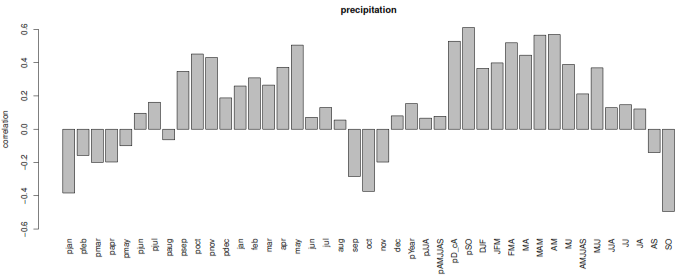 precipitation
correlation
0.6
0.4
0.2
0.0
−0.2
−0.4
−0.6
pjan
pfeb
pmar
papr
pmay
pjun
pjul
paug
psep
poct
pnov
pdec
jan
feb
mar
apr
may
jun
jul
aug
sep
oct
nov
dec
pYear
pJJA
pAMJJAS
pD_cA
pSO
DJF
JFM
FMA
MA
MAM
AM
MJ
AMJJAS
MJJ
JJA
JJ
JA
AS
SO